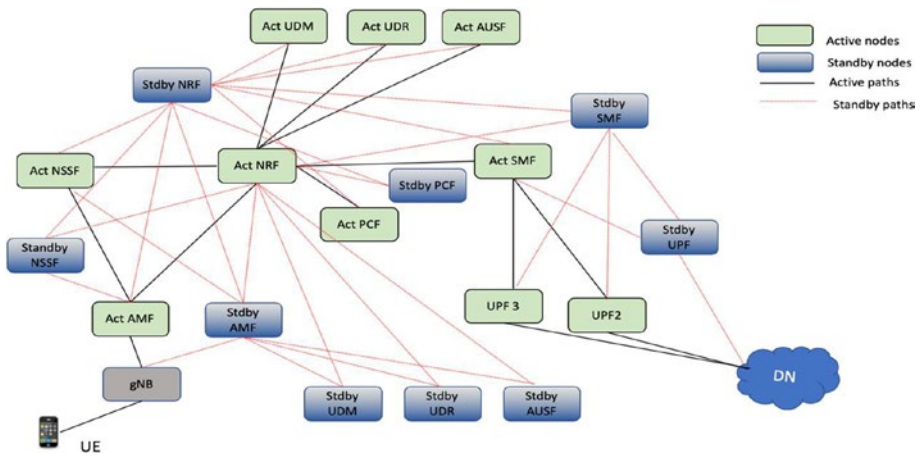 Act UDM
Act UDR
Act AUSF
Active nodes
Standby nodes
Active paths
Standby paths
Stdby NRF
Stdby
SMF
Act NSSF
Act NRF
Act SMF
Stdby PCF
Act PCF
Standby
NSSF
Stdby
UPF
Act AMF
Stdby
AMF
UPF 3
UPF2
gNB
DN
Stdby
UDM
Stdby
UDR
Stdby
AUSF
UE